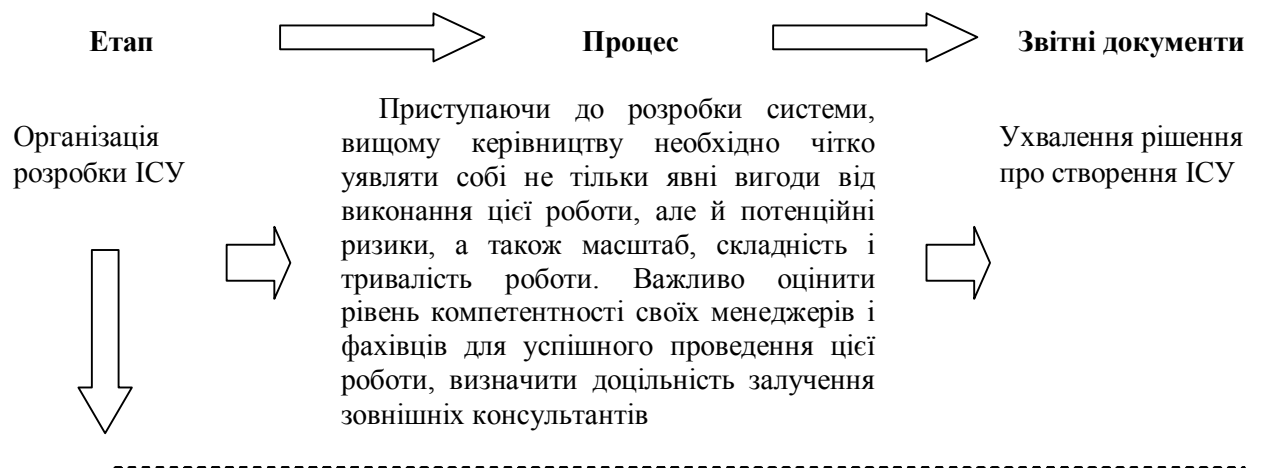 Етап Процес Звітні документи
Організація
розробки ІСУ
Приступаючи до розробки системи,
вищому керівництву необхідно чітко
уявляти собі не тільки явні вигоди від
виконання цієї роботи, але й потенційні
ризики, а також масштаб, складність і
тривалість роботи. Важливо оцінити
рівень компетентності своїх менеджерів і
фахівців для успішного проведення цієї
роботи, визначити доцільність залучення
зовнішніх консультантів
Ухвалення рішення
про створення ІСУ